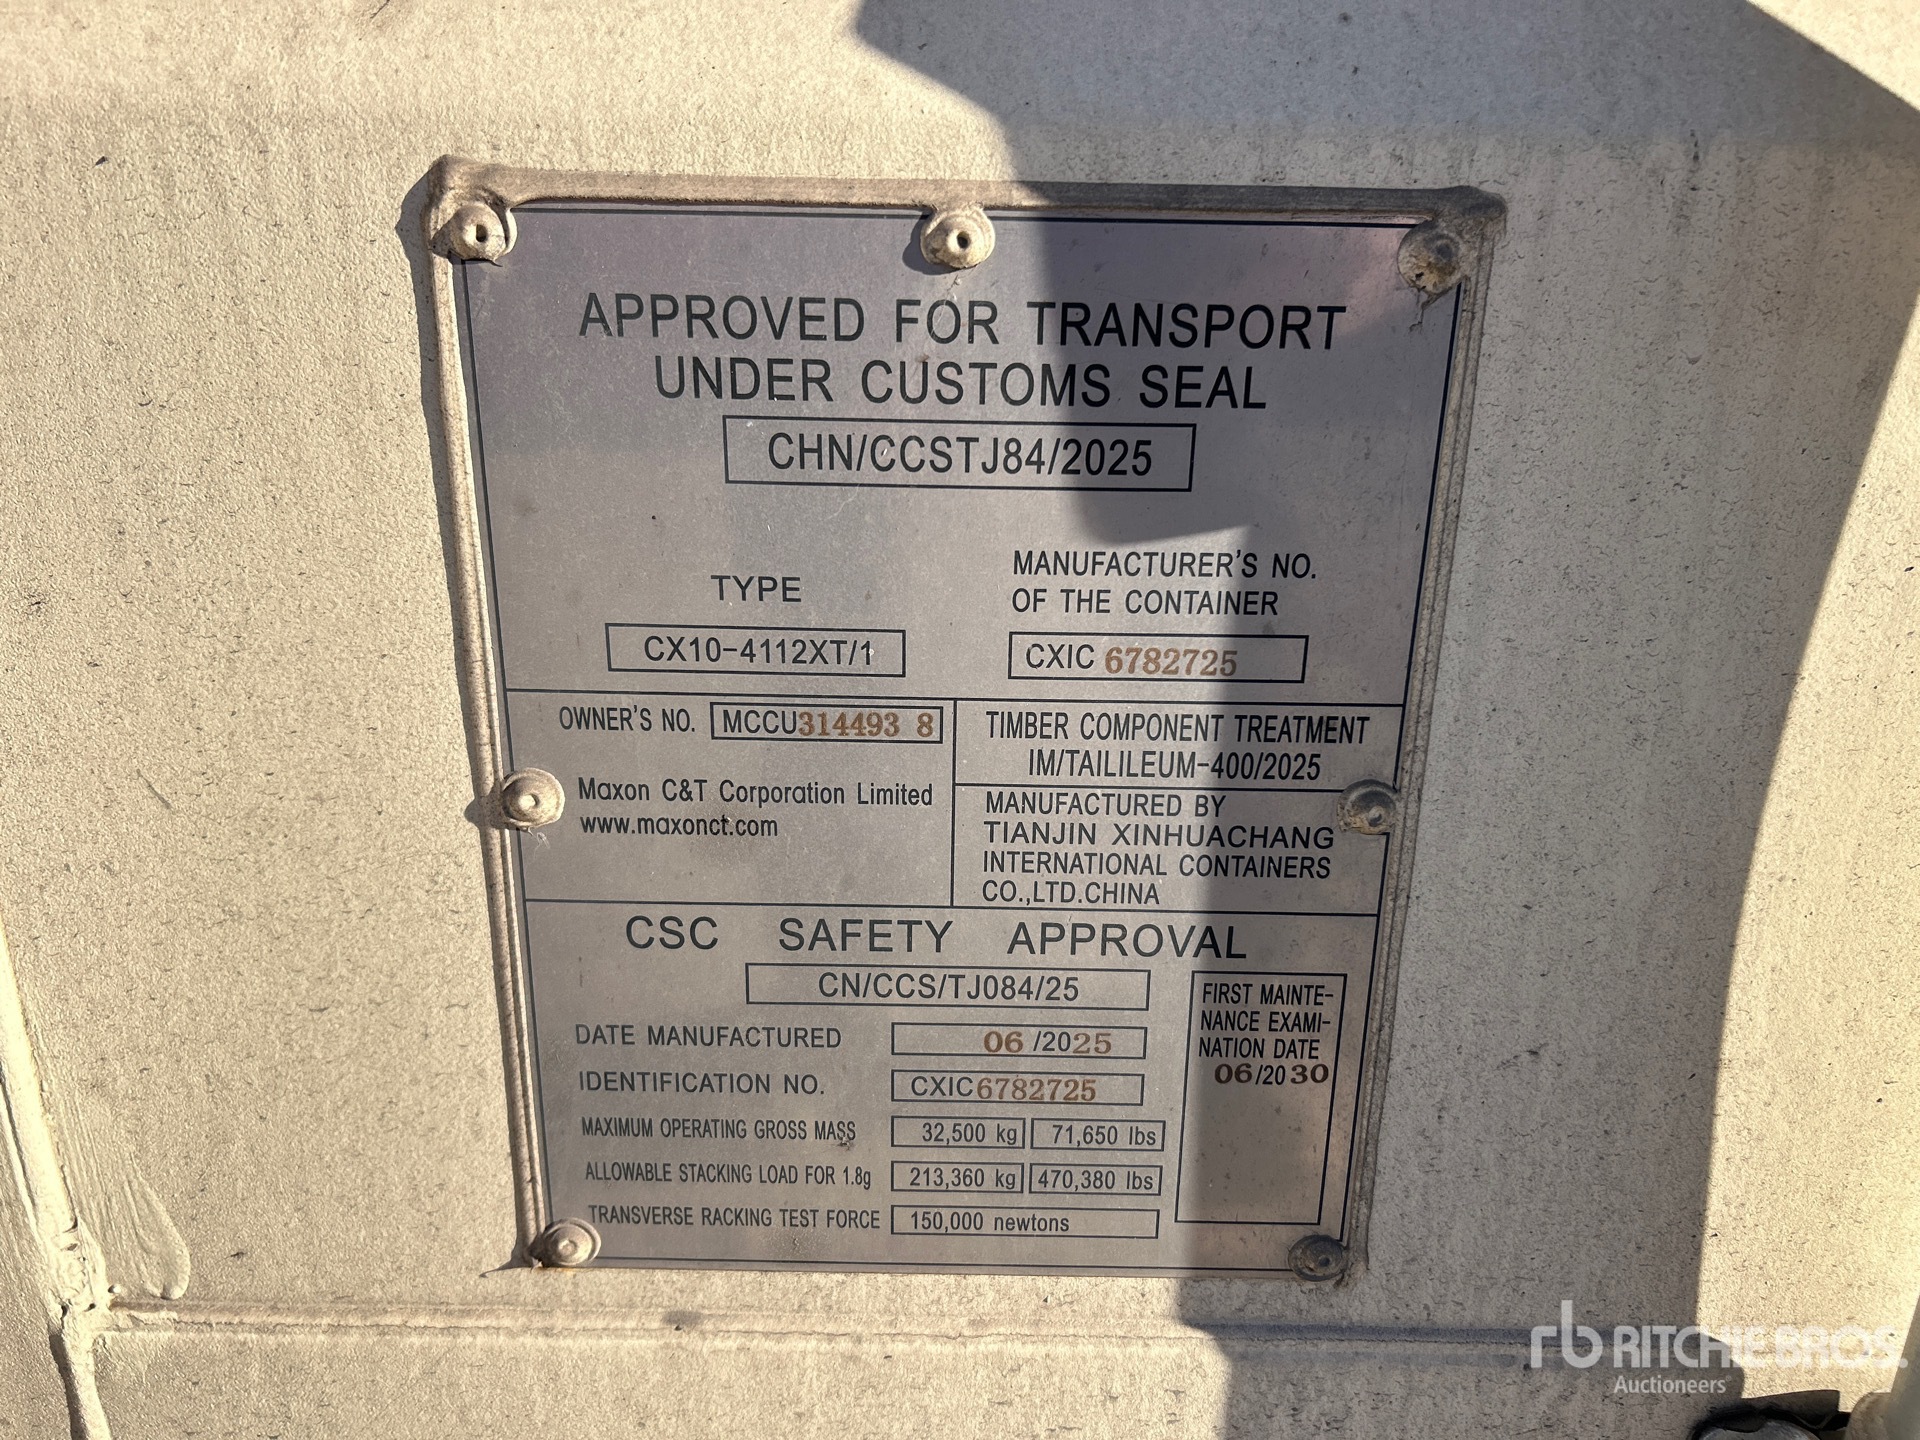 APPROVED FOR TRANSPORT
UNDER CUSTOMS SEAL
CHN/CCSTJ84/2025
TYPE
CX10-4112XT/1
MANUFACTURER'S NO.
OF THE CONTAINER
CXIC 6782725
OWNER'S NO. MCCU314493 8
Maxon C&T Corporation Limited
www.maxonct.com
TIMBER COMPONENT TREATMENT
IM/TAILILEUM-400/2025
MANUFACTURED BY
TIANJIN XINHUACHANG
INTERNATIONAL CONTAINERS
CO.,LTD.CHINA
CSC SAFETY APPROVAL
CN/CCS/TJ084/25
DATE MANUFACTURED 06 /2025
IDENTIFICATION NO. CXIC6782725
MAXIMUM OPERATING GROSS MASS 32,500 kg 71,650 lbs
ALLOWABLE STACKING LOAD FOR 1.8g 213,360 kg 470,380 lbs
TRANSVERSE RACKING TEST FORCE 150,000 newtons
FIRST MAINTE-
NANCE EXAMI-
NATION DATE
06/20 30
rb RITCHIE BROS.
Auctioneers